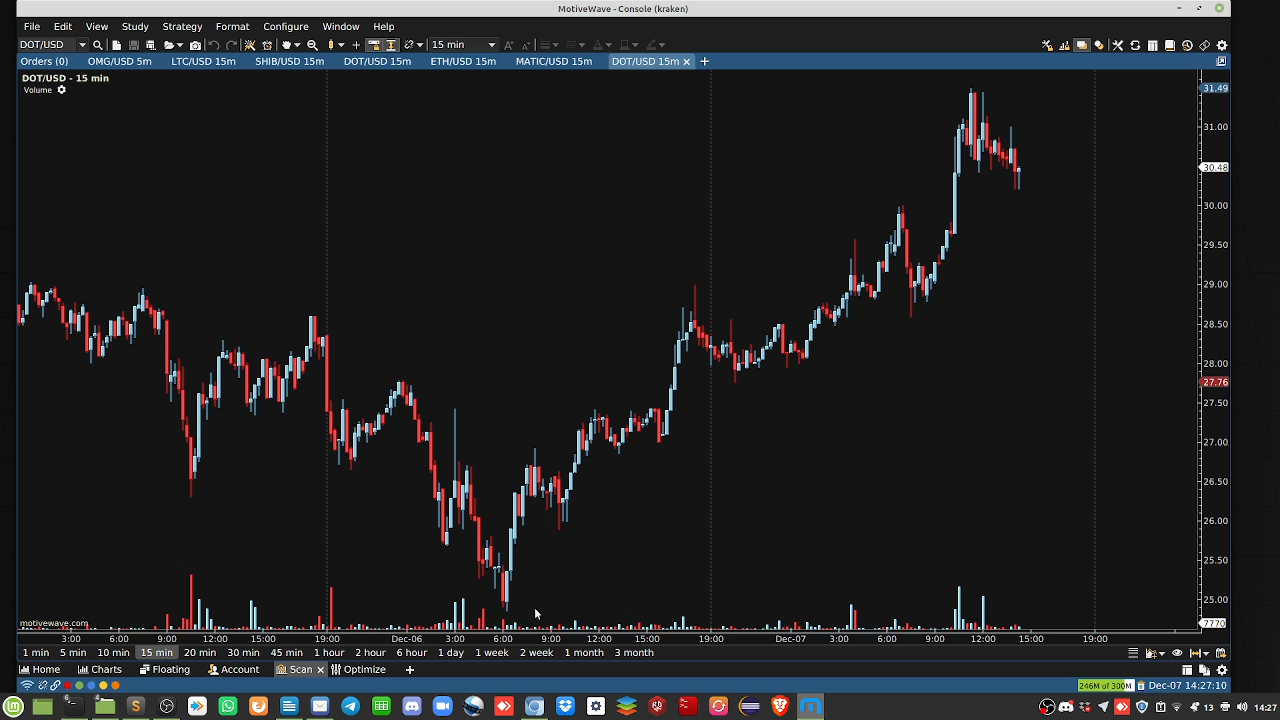 MotiveWave - Console (kraken)
File Edit View Study Strategy Format Configure Window Help
DOT/USD 15 min
Orders (0) OMG/USD 5m LTC/USD 15m SHIB/USD 15m DOT/USD 15m ETH/USD 15m MATIC/USD 15m DOT/USD 15m
DOT/USD - 15 min
Volume
31.49
31.00
30.48
30.00
29.50
29.00
28.50
28.00
27.76
27.50
27.00
26.50
26.00
25.50
25.00
7770
motivewave.com
3:00 6:00 9:00 12:00 15:00 19:00 Dec-06 3:00 6:00 9:00 12:00 15:00 19:00 Dec-07 3:00 6:00 9:00 12:00 15:00 19:00
1 min 5 min 10 min 15 min 20 min 30 min 45 min 1 hour 2 hour 6 hour 1 day 1 week 2 week 1 month 3 month
Home Charts Floating Account Scan Optimize
246M of 300M Dec-07 14:27:10
13 14:27